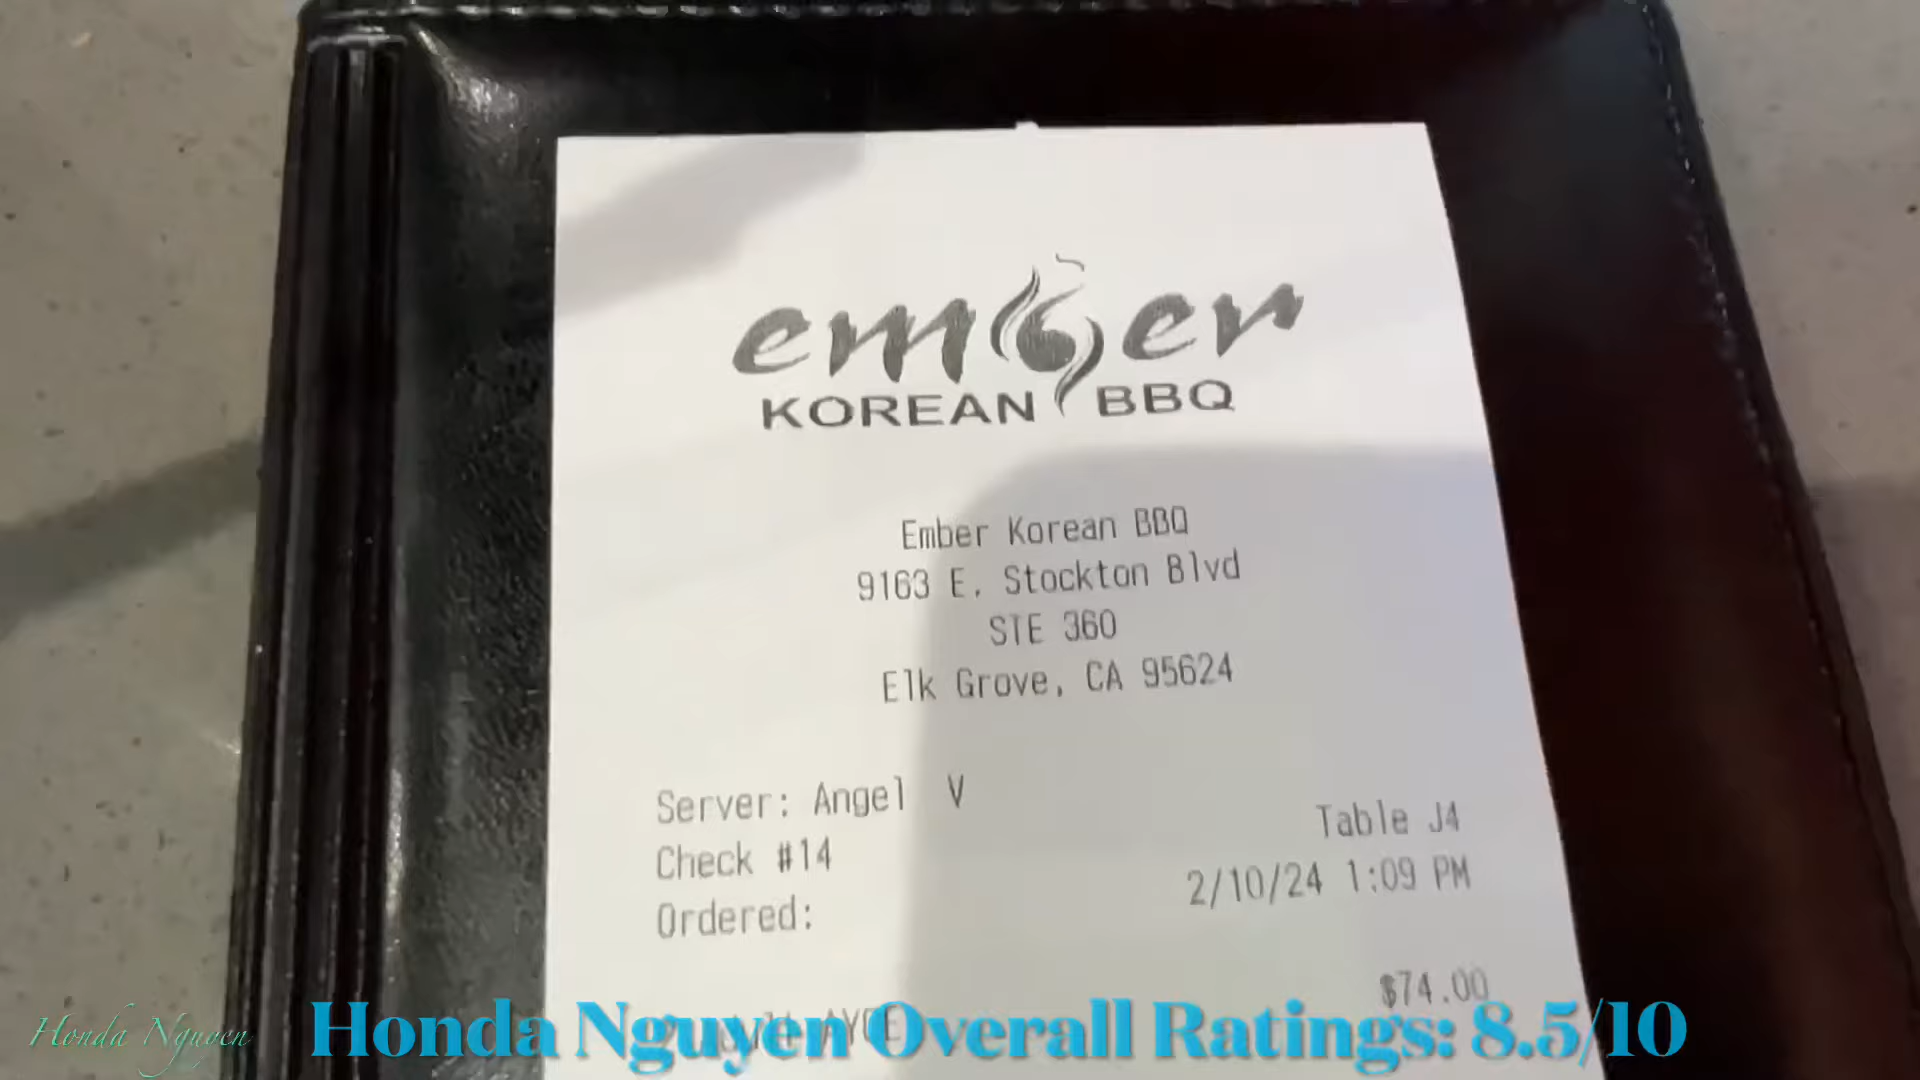 ember
KOREAN BBQ
Ember Korean BBQ
9163 E. Stockton Blvd
STE 360
Elk Grove, CA 95624
Server: Angel V
Check #14
Table J4
Ordered:
2/10/24 1:09 PM
$74.00
Honda Nguyen
Honda Nguyen Overall Ratings: 8.5/10